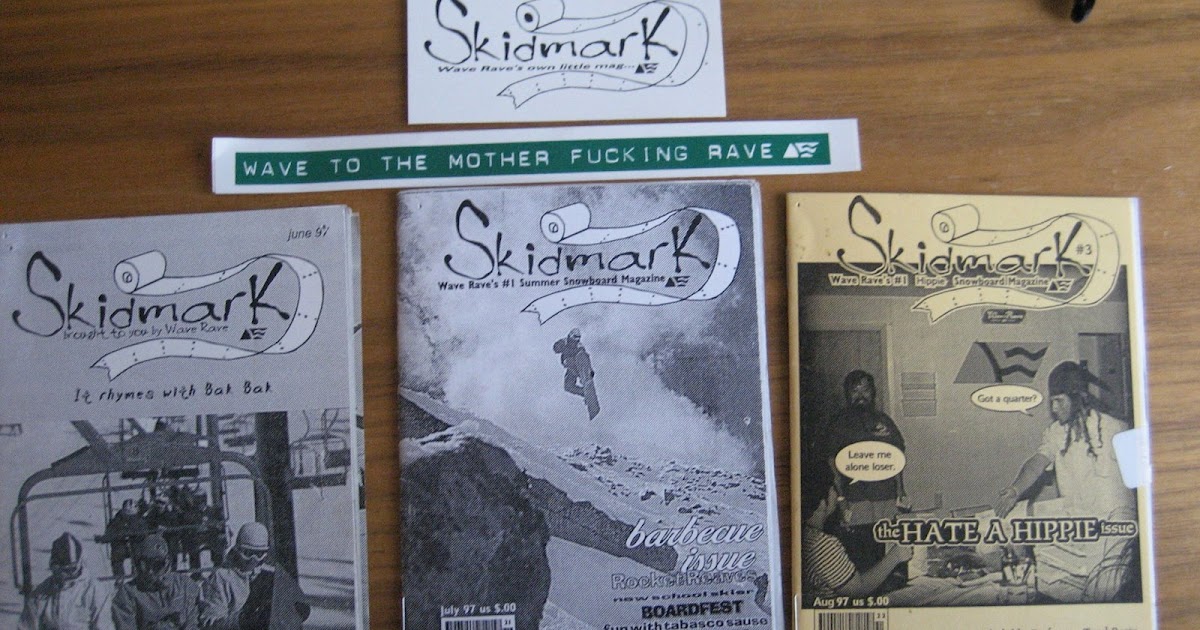 Skidmark
Wave Rave's own little mag...
WAVE TO THE MOTHER FUCKING RAVE
june 97
Skidmark
brought to you by Wave Rave
It rhymes with Bak Bak
Skidmark
Wave Rave's #1 Summer Snowboard Magazine
barbecue
issue
Rocket Reaves
new school skier
BOARDFEST
fun with tabasco sause
July 97 us $.00
Skidmark #3
Wave Rave's #1 Hippie Snowboard Magazine
Got a quarter?
Leave me
alone loser.
the HATE A HIPPIE issue
Aug 97 us $.00